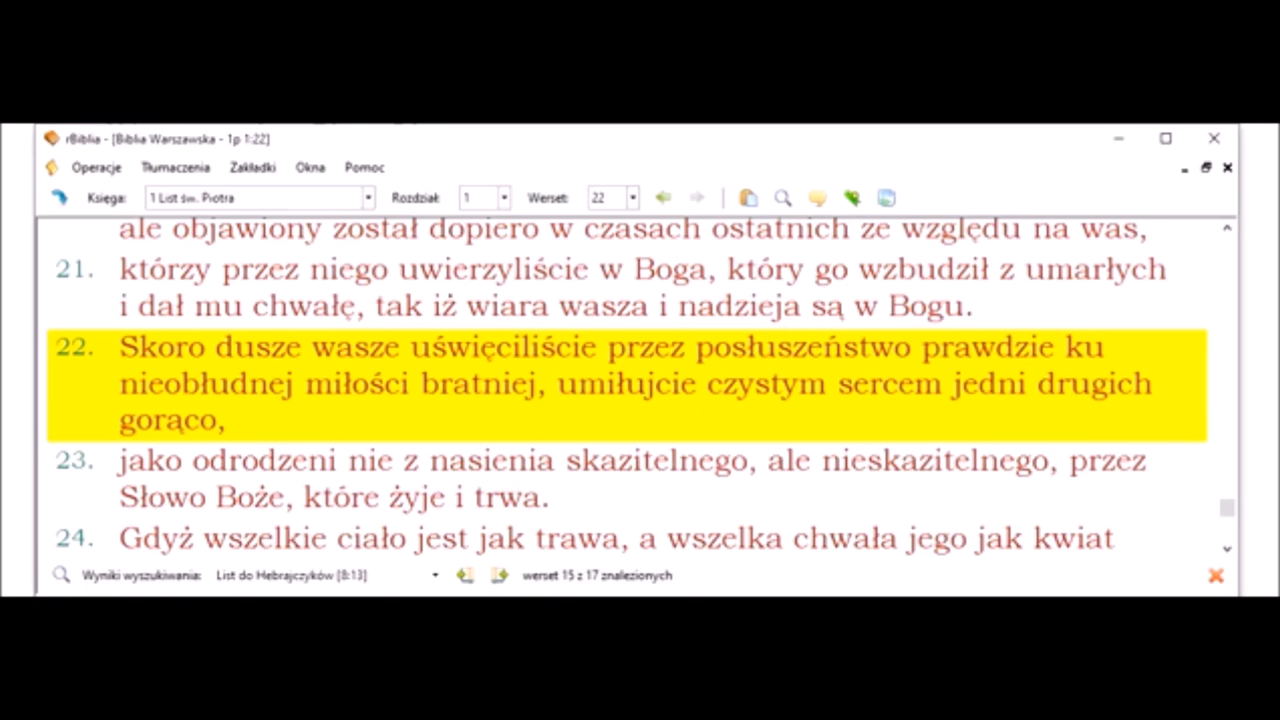 rBiblia - [Biblia Warszawska - 1p 1:22]
Operacje Tłumaczenia Zakładki Okna Pomoc
Księga: 1 List św. Piotra Rozdział: 1 Werset: 22
ale objawiony został dopiero w czasach ostatnich ze względu na was,
21. którzy przez niego uwierzyliście w Boga, który go wzbudził z umarłych
i dał mu chwałę, tak iż wiara wasza i nadzieja są w Bogu.
22. Skoro dusze wasze uświęciliście przez posłuszeństwo prawdzie ku
nieobłudnej miłości bratniej, umiłujcie czystym sercem jedni drugich
gorąco,
23. jako odrodzeni nie z nasienia skazitelnego, ale nieskazitelnego, przez
Słowo Boże, które żyje i trwa.
24. Gdyż wszelkie ciało jest jak trawa, a wszelka chwała jego jak kwiat
Wyniki wyszukiwania: List do Hebrajczyków [8:13] werset 15 z 17 znalezionych